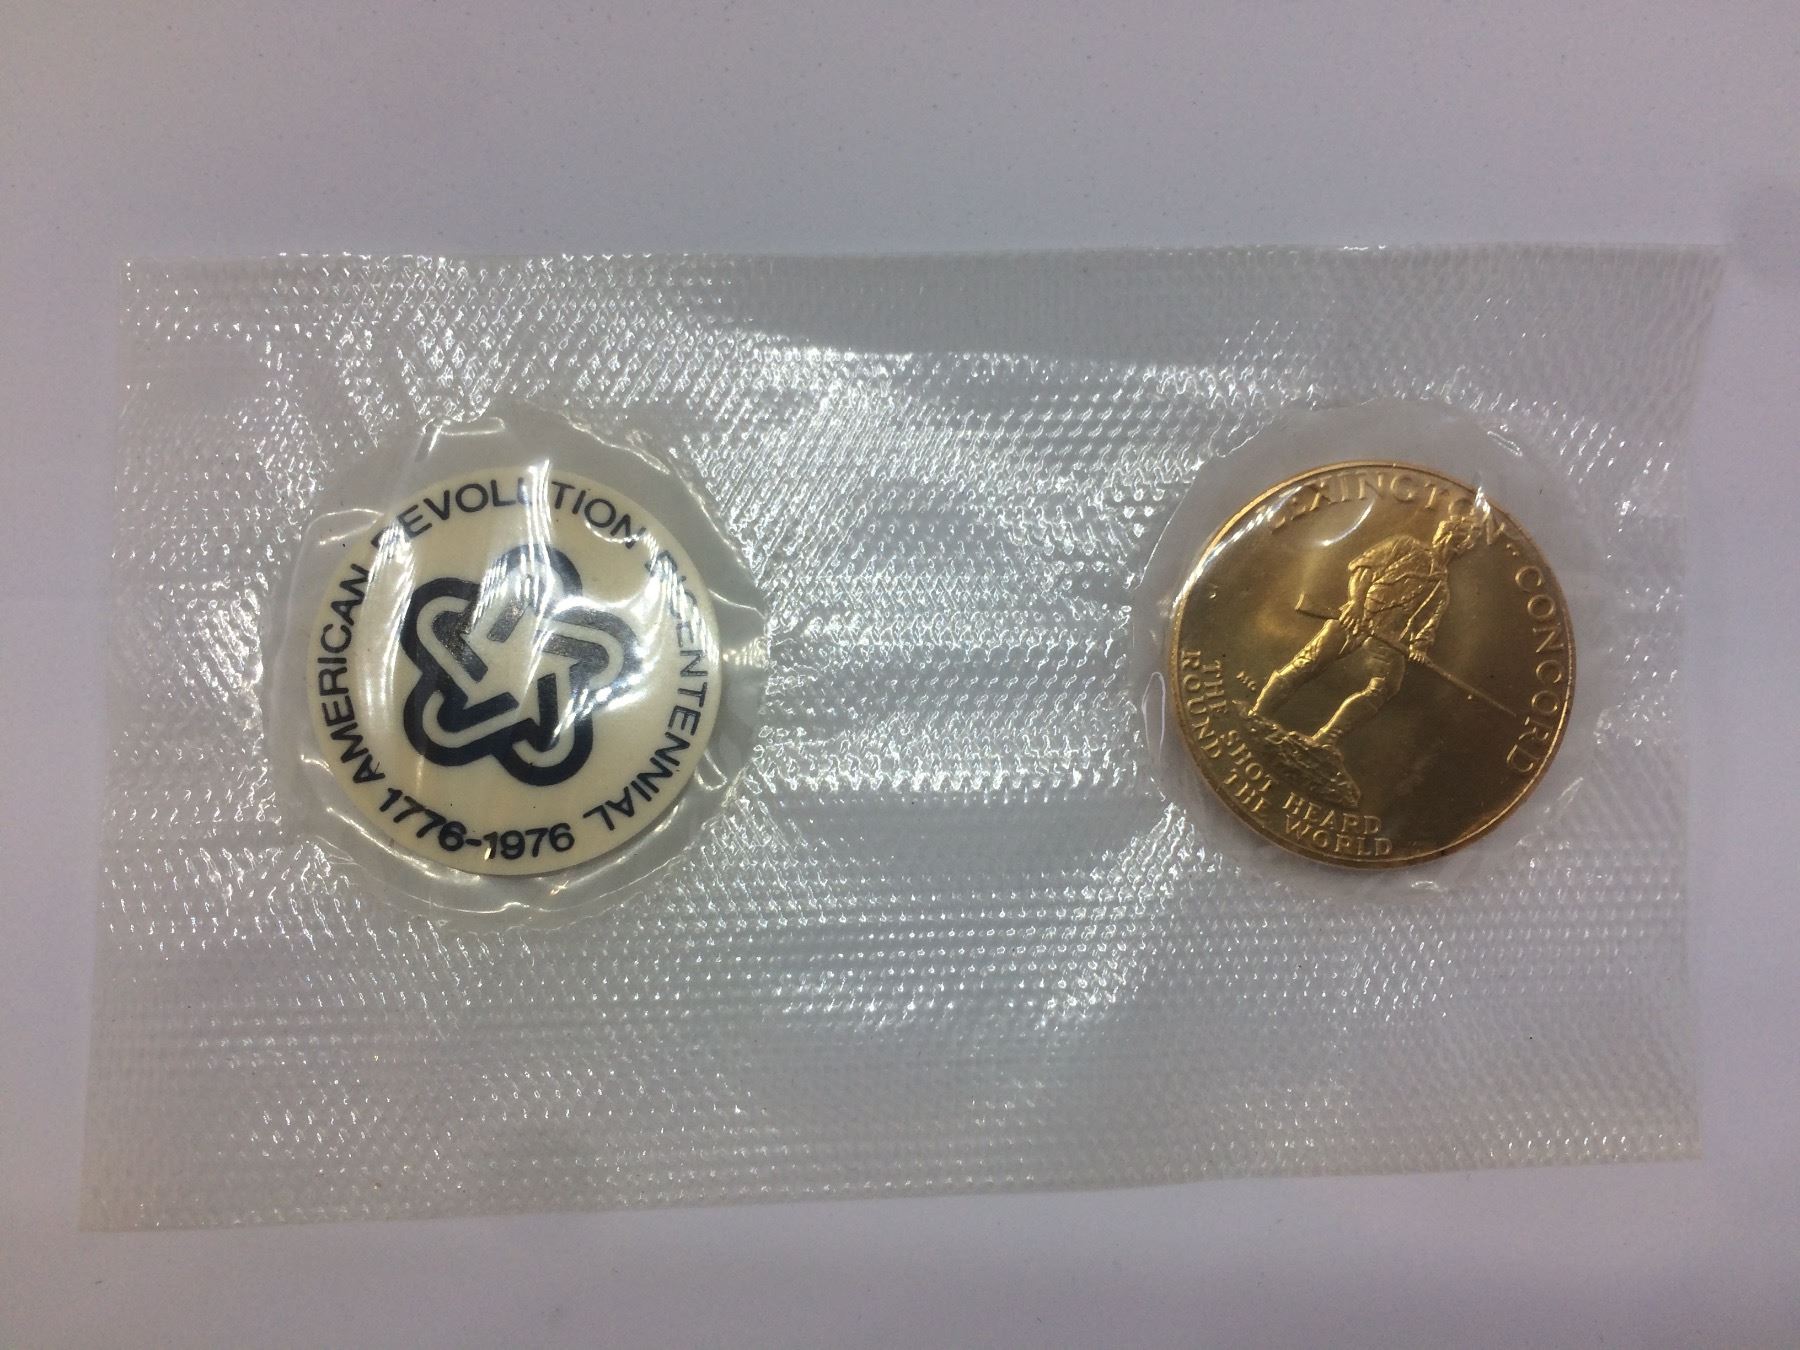 AMERICAN REVOLUTION BICENTENNIAL
1776-1976
LEXINGTON·CONCORD
THE SHOT HEARD
ROUND THE WORLD